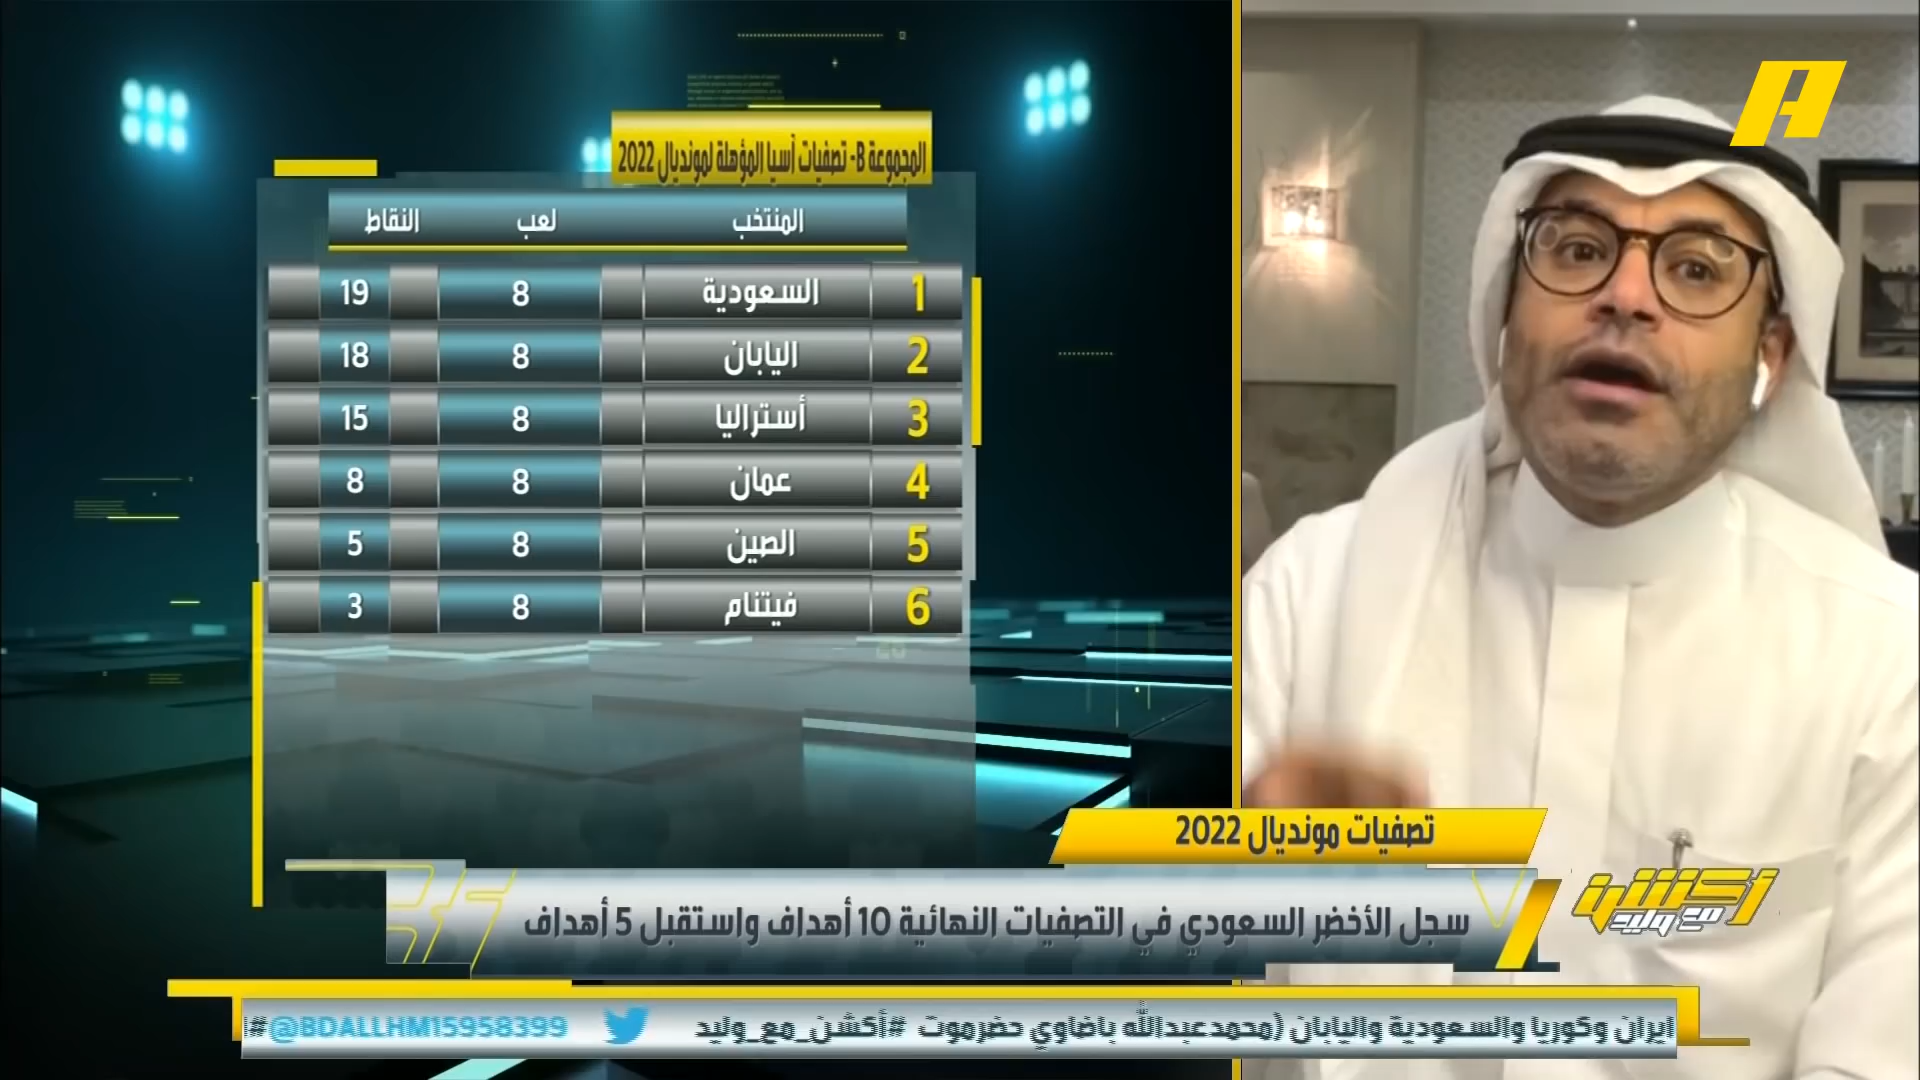 المجموعة B- تصفيات آسيا المؤهلة لمونديال 2022
المنتخب لعب النقاط
1 السعودية 8 19
2 اليابان 8 18
3 أستراليا 8 15
4 عمان 8 8
5 الصين 8 5
6 فيتنام 8 3
تصفيات مونديال 2022
سجل الأخضر السعودي في التصفيات النهائية 10 أهداف واستقبل 5 أهداف
أكشن مع وليد
ايران وكوريا والسعودية واليابان (محمدعبدالله باضاوي حضرموت #أكشن_مع_وليد @BDALLHM15958399 #ا